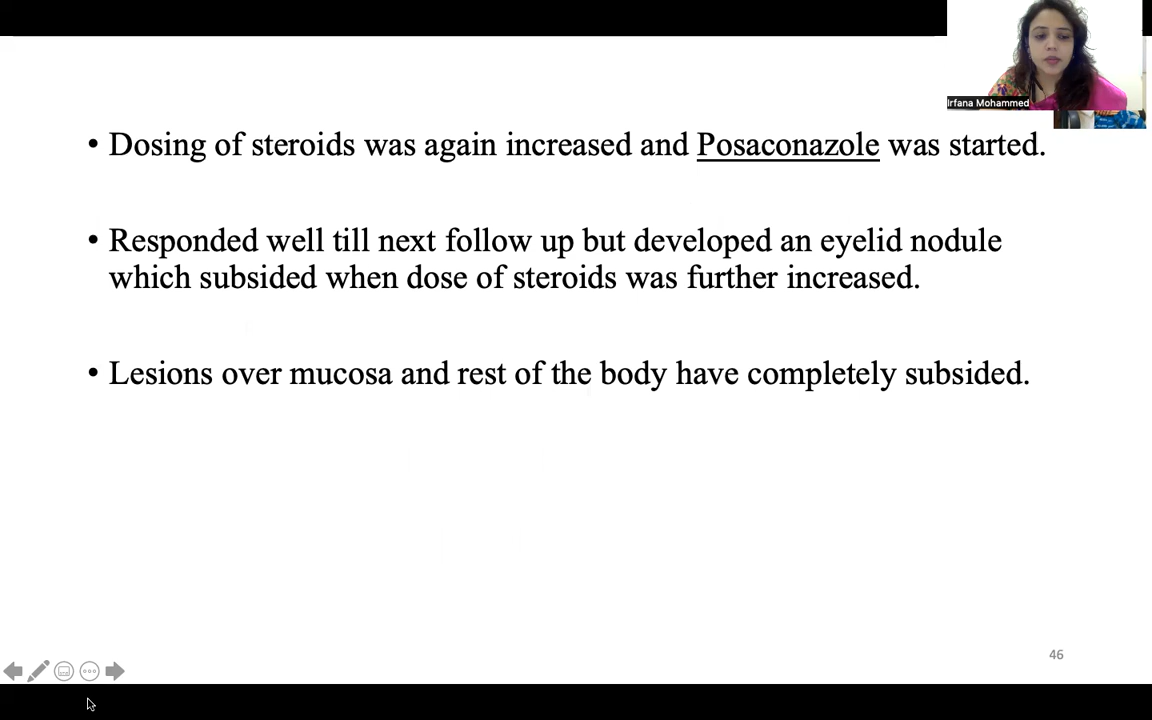 Irfana Mohammed
• Dosing of steroids was again increased and Posaconazole was started.
• Responded well till next follow up but developed an eyelid nodule
which subsided when dose of steroids was further increased.
• Lesions over mucosa and rest of the body have completely subsided.
46